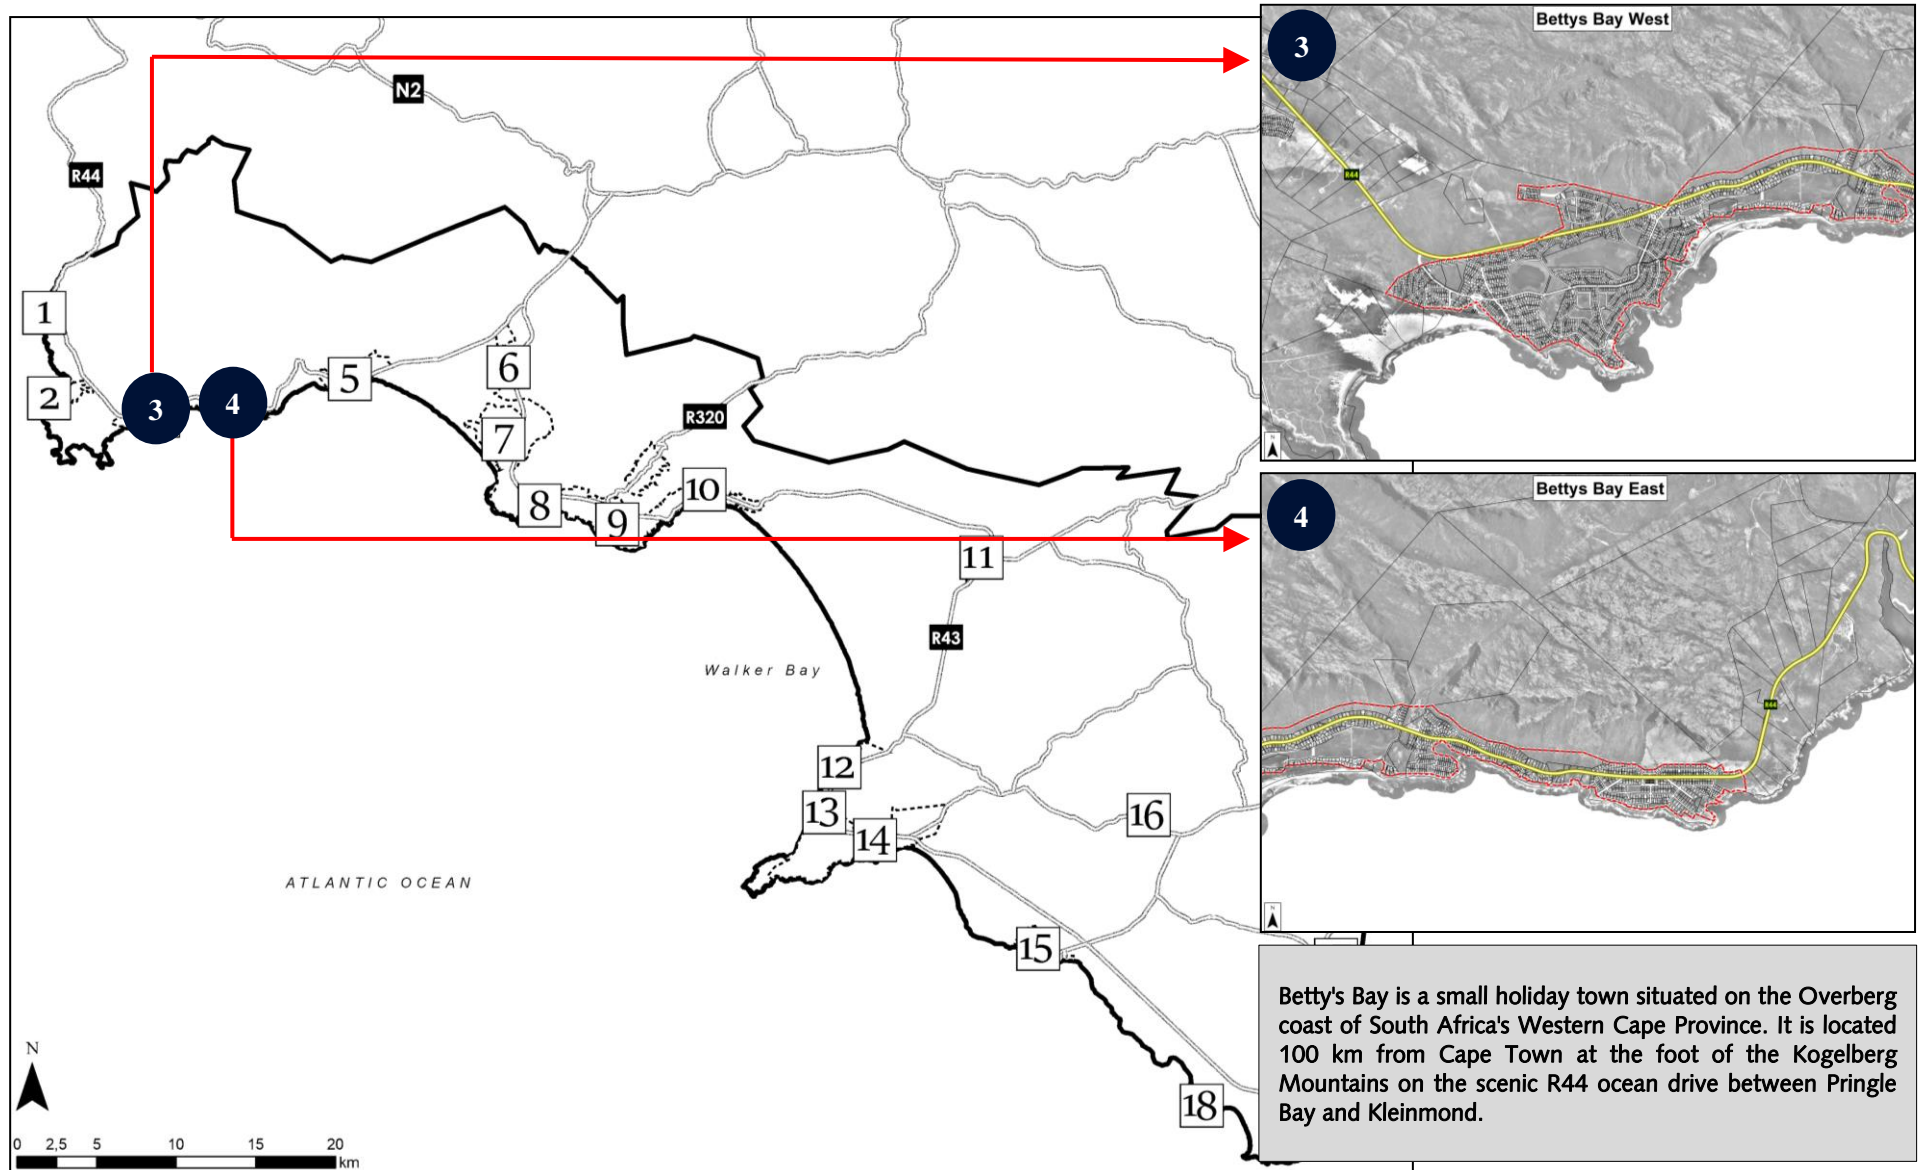 N2
R44
1
2
3
4
5
6
7
8
9
10
R320
11
R43
Walker Bay
12
13
14
16
ATLANTIC OCEAN
15
18
N
0 2,5 5 10 15 20
km
3
Bettys Bay West
R44
N
4
Bettys Bay East
R44
N
Betty's Bay is a small holiday town situated on the Overberg
coast of South Africa's Western Cape Province. It is located
100 km from Cape Town at the foot of the Kogelberg
Mountains on the scenic R44 ocean drive between Pringle
Bay and Kleinmond.